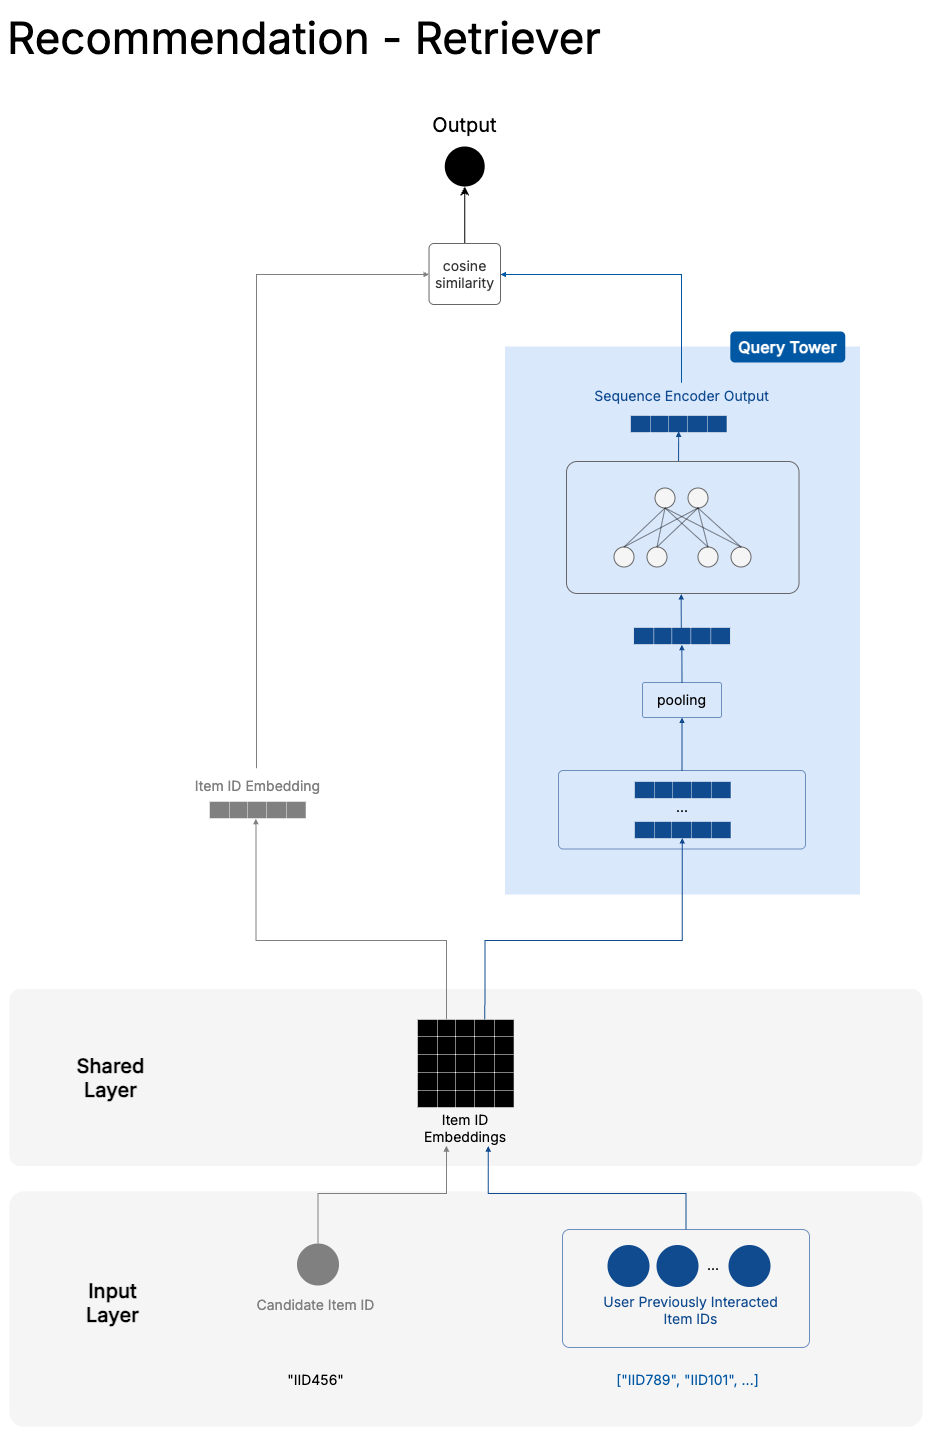 Recommendation - Retriever
Output
cosine
similarity
Query Tower
Sequence Encoder Output
pooling
Item ID Embedding
...
Shared
Layer
Item ID
Embeddings
Input
Layer
Candidate Item ID
...
User Previously Interacted
Item IDs
"IID456"
["IID789", "IID101", ...]